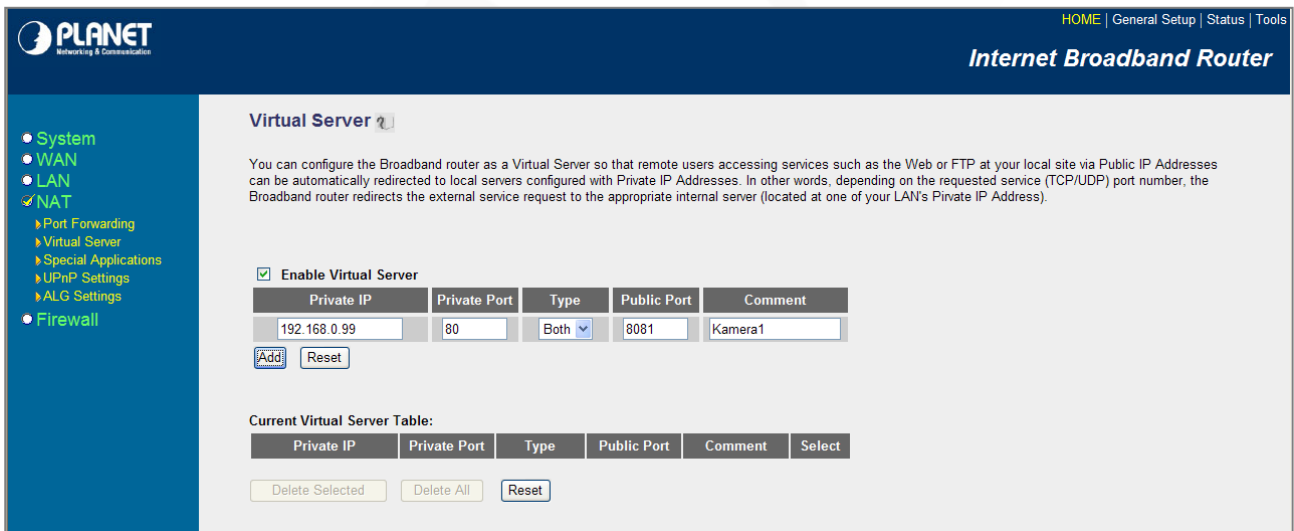 PLANET
Networking & Communication
HOME | General Setup | Status | Tools
Internet Broadband Router
System
WAN
LAN
NAT
Port Forwarding
Virtual Server
Special Applications
UPnP Settings
ALG Settings
Firewall
Virtual Server
You can configure the Broadband router as a Virtual Server so that remote users accessing services such as the Web or FTP at your local site via Public IP Addresses
can be automatically redirected to local servers configured with Private IP Addresses. In other words, depending on the requested service (TCP/UDP) port number, the
Broadband router redirects the external service request to the appropriate internal server (located at one of your LAN's Private IP Address).
Enable Virtual Server
Private IP Private Port Type Public Port Comment
192.168.0.99 80 Both 8081 Kamera1
Add Reset
Current Virtual Server Table:
Private IP Private Port Type Public Port Comment Select
Delete Selected Delete All Reset